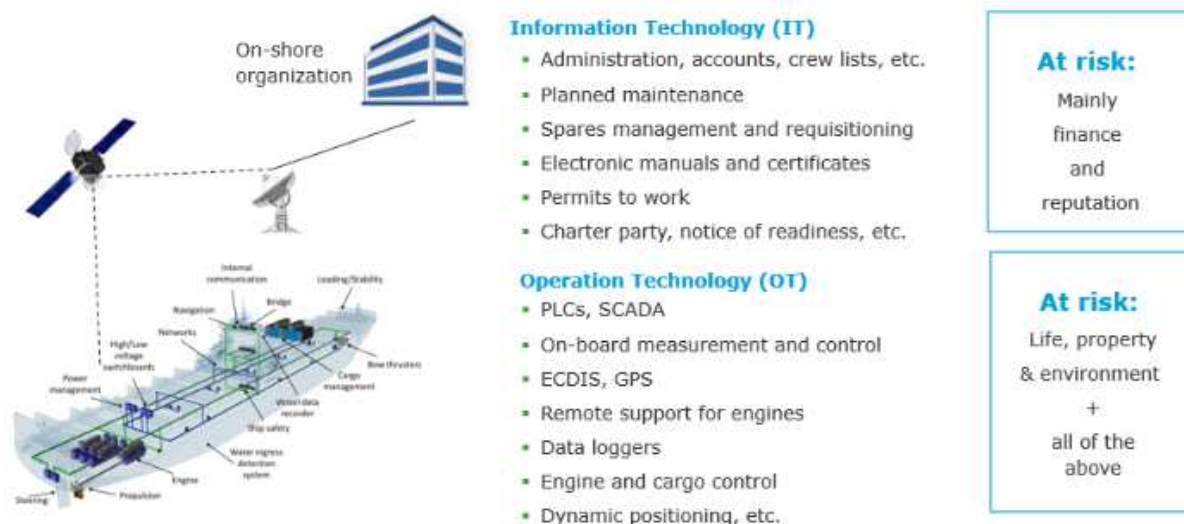 On-shore
organization
Internal
communication
Loading/Stability
Navigation
Bridge
Networks
High/Low
voltage
switchboards
Bow thrusters
Power
management
Cargo
management
data
recorder
Ship safety
Water ingress
detection
system
Engine
Steering
Propulsion
Information Technology (IT)
▪ Administration, accounts, crew lists, etc.
▪ Planned maintenance
▪ Spares management and requisitioning
▪ Electronic manuals and certificates
▪ Permits to work
▪ Charter party, notice of readiness, etc.
At risk:
Mainly
finance
and
reputation
Operation Technology (OT)
▪ PLCs, SCADA
▪ On-board measurement and control
▪ ECDIS, GPS
▪ Remote support for engines
▪ Data loggers
▪ Engine and cargo control
▪ Dynamic positioning, etc.
At risk:
Life, property
& environment
+
all of the
above